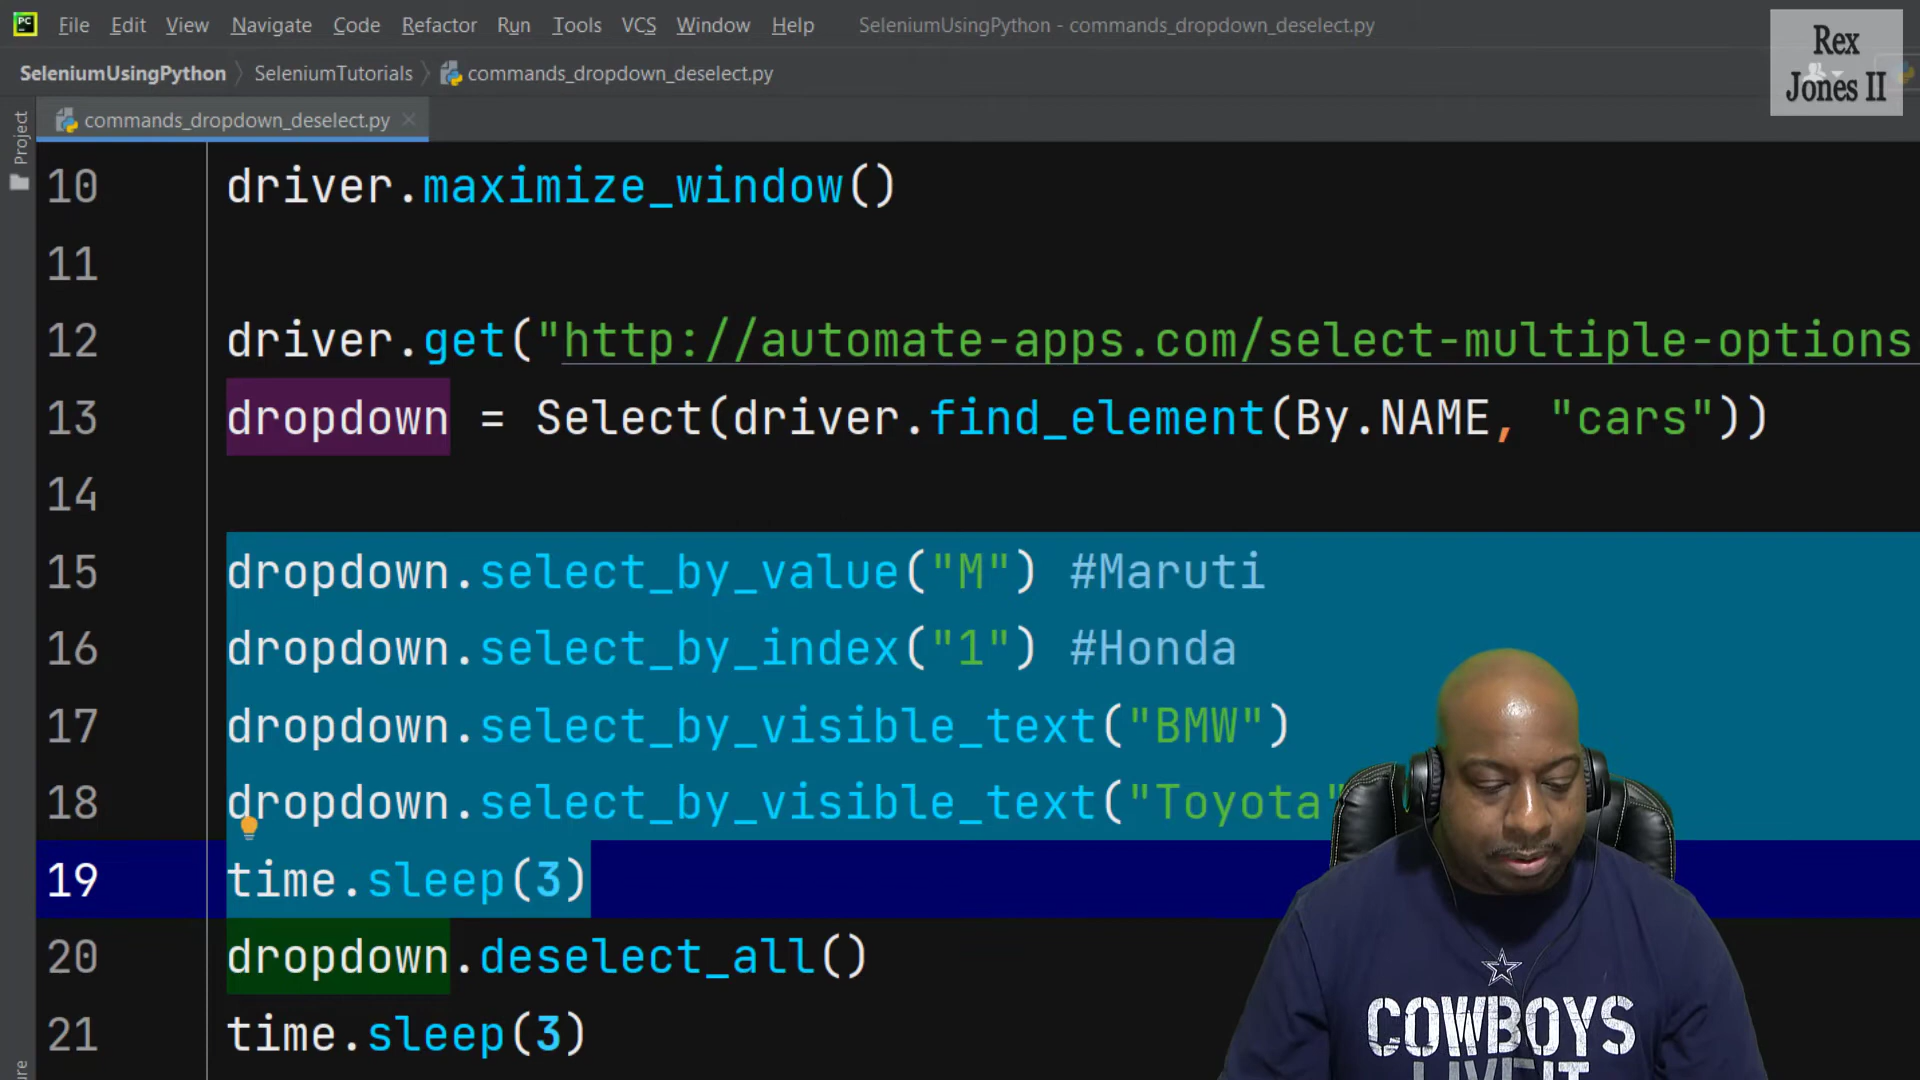 File Edit View Navigate Code Refactor Run Tools VCS Window Help SeleniumUsingPython - commands_dropdown_deselect.py
Rex
Jones II
SeleniumUsingPython SeleniumTutorials commands_dropdown_deselect.py
commands_dropdown_deselect.py
Project
10 driver.maximize_window()
11
12 driver.get("http://automate-apps.com/select-multiple-options
13 dropdown = Select(driver.find_element(By.NAME, "cars"))
14
15 dropdown.select_by_value("M") #Maruti
16 dropdown.select_by_index("1") #Honda
17 dropdown.select_by_visible_text("BMW")
18 dropdown.select_by_visible_text("Toyota"
19 time.sleep(3)
20 dropdown.deselect_all()
21 time.sleep(3)
COWBOYS